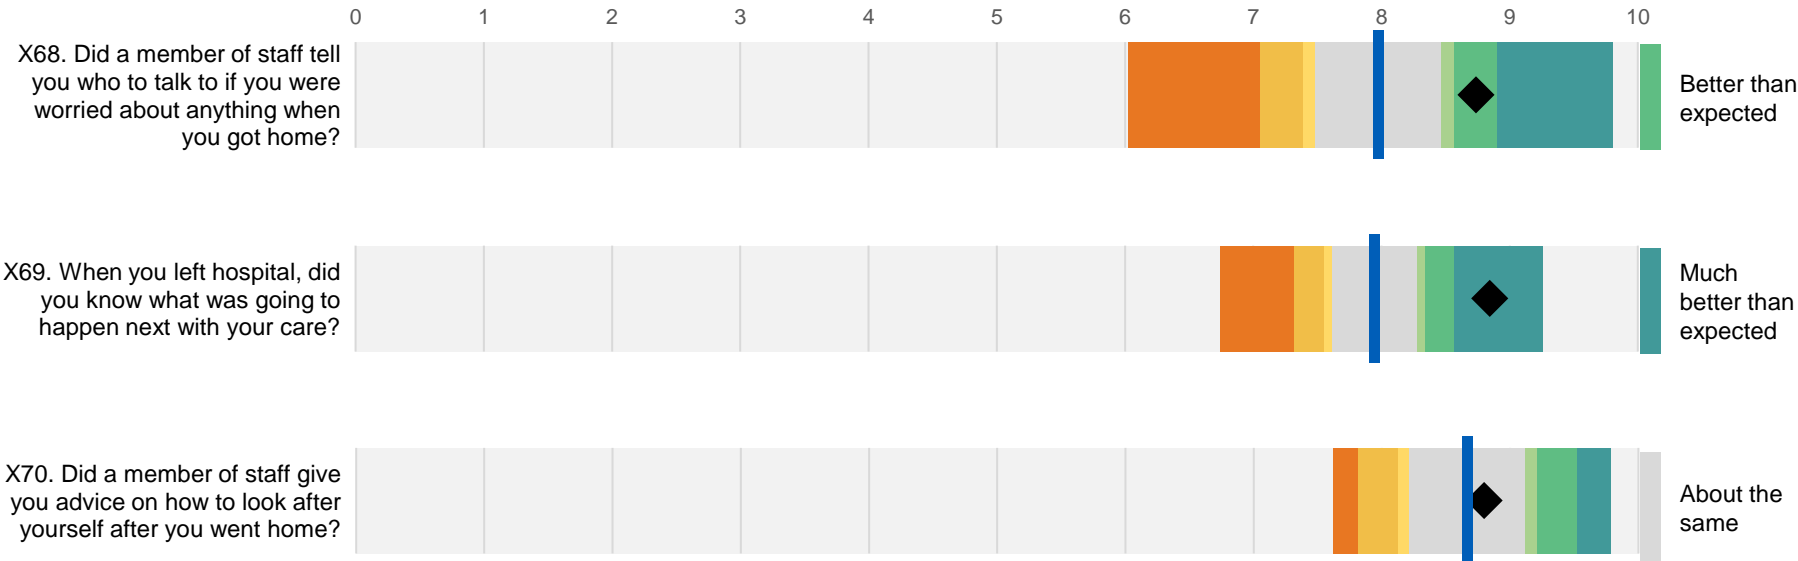 0 1 2 3 4 5 6 7 8 9 10
X68. Did a member of staff tell
you who to talk to if you were
worried about anything when
you got home?
Better than
expected
X69. When you left hospital, did
you know what was going to
happen next with your care?
Much
better than
expected
X70. Did a member of staff give
you advice on how to look after
yourself after you went home?
About the
same